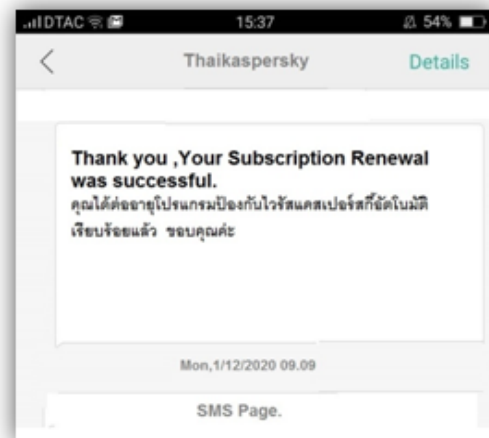 DTAC 15:37 54%
Thaikaspersky Details
Thank you ,Your Subscription Renewal
was successful.
คุณได้ต่ออายุโปรแกรมป้องกันไวรัสแคสเปอร์สกี้อัตโนมัติ
เรียบร้อยแล้ว ขอบคุณค่ะ
Mon,1/12/2020 09.09
SMS Page.